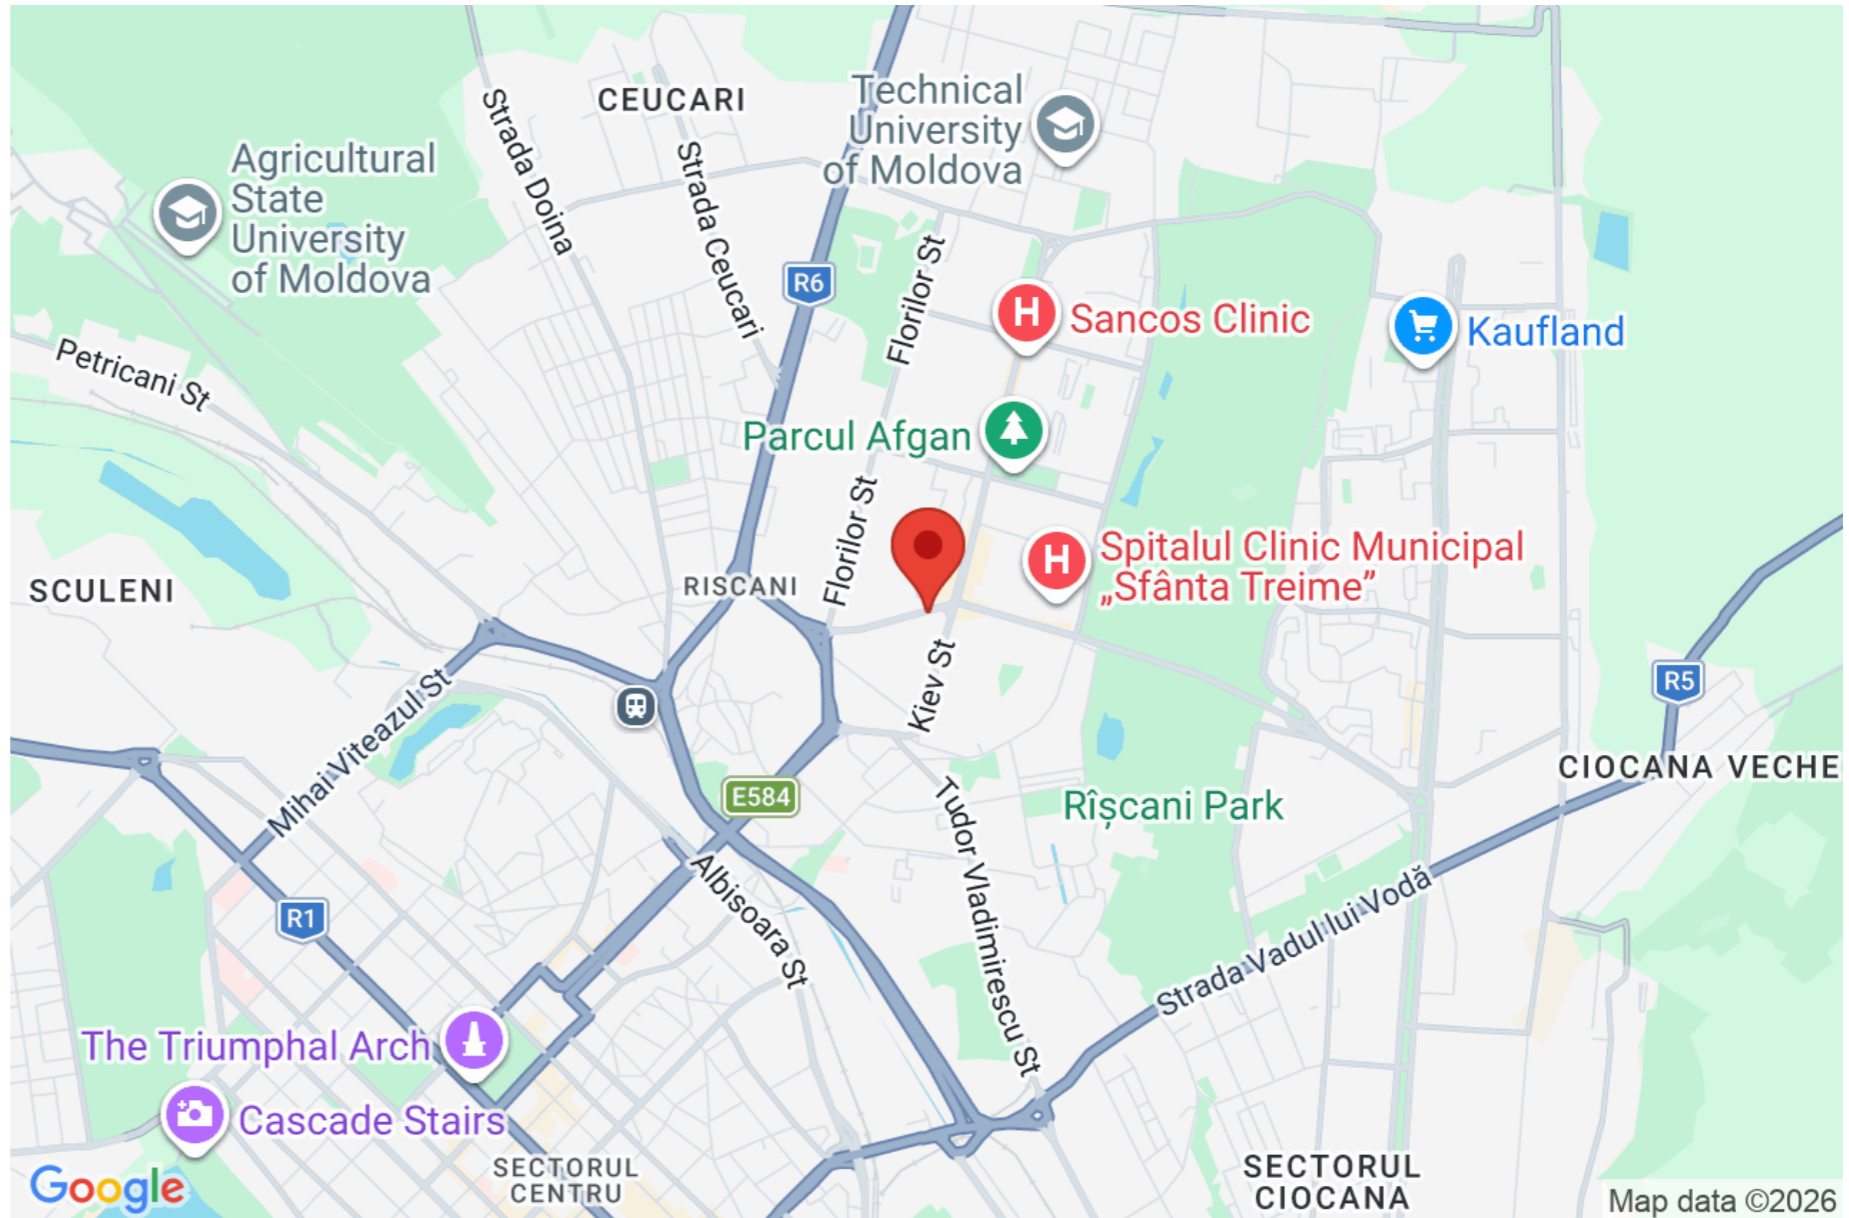 CEUCARI
Technical
University
of Moldova
Strada Doina
Strada Ceucari
Agricultural
State
University
of Moldova
R6
Florilor St
Sancos Clinic
Kaufland
Petricani St
Parcul Afgan
Florilor St
Spitalul Clinic Municipal
„Sfânta Treime”
SCULENI
RISCANI
Kiev St
R5
Mihai Viteazul St
CIOCANA VECHE
E584
Rîșcani Park
Tudor Vladimirescu St
Albisoara St
R1
Strada Vadul lui Vodă
The Triumphal Arch
Cascade Stairs
SECTORUL
CENTRU
SECTORUL
CIOCANA
Google
Map data ©2026